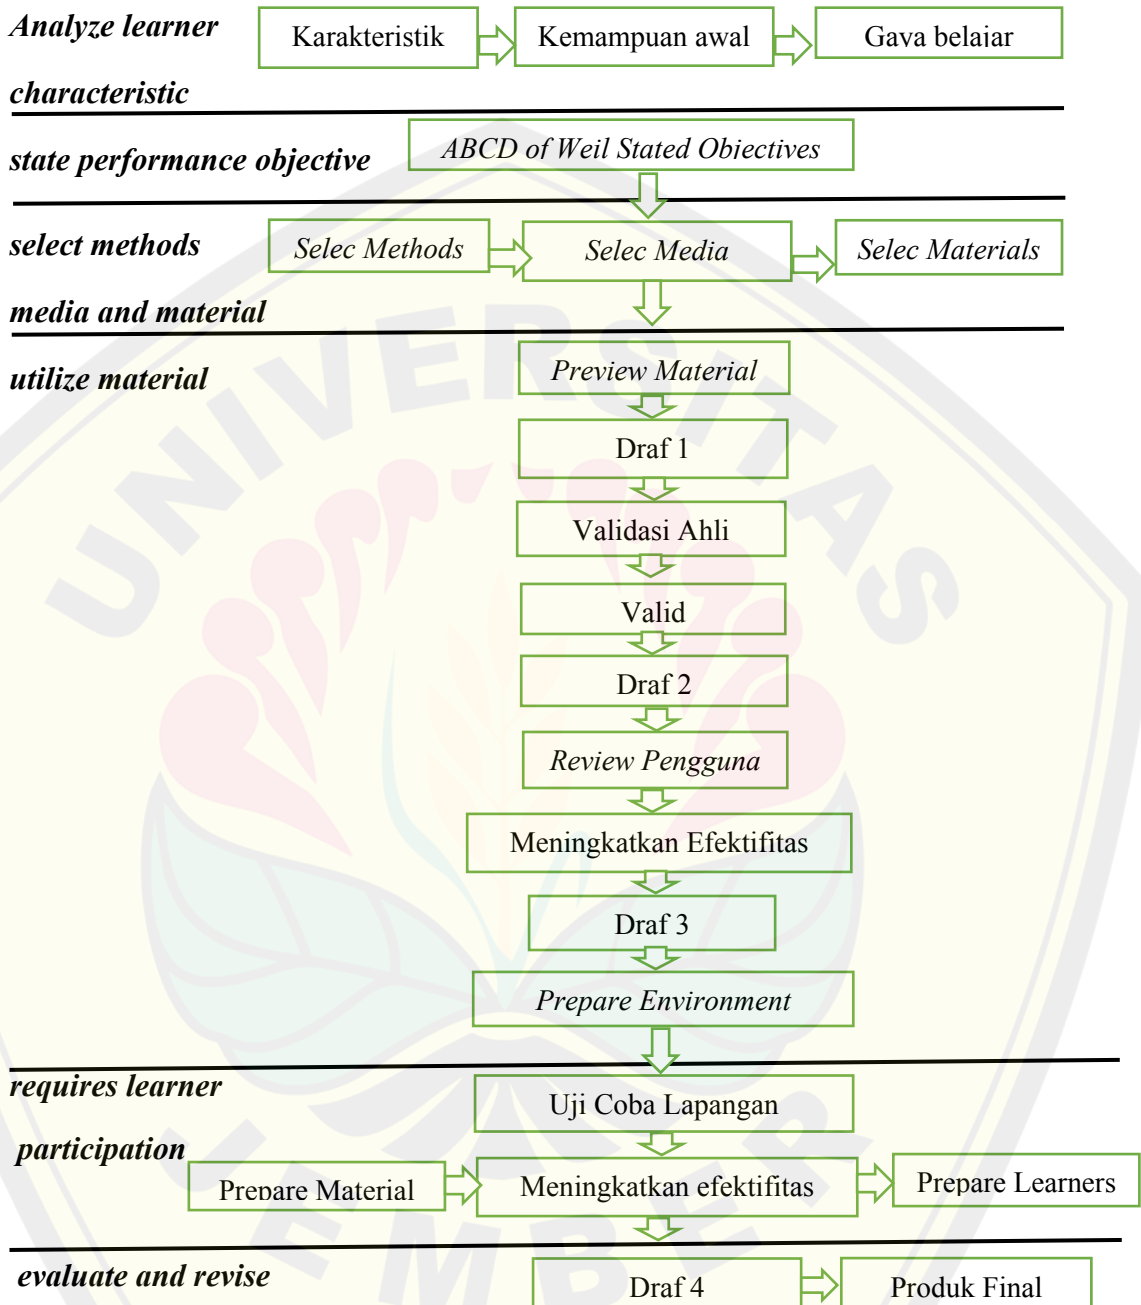 Analyze learner
Karakteristik
Kemampuan awal
Gaya belajar
characteristic
state performance objective
ABCD of Weil Stated Objectives
select methods
Selec Methods
Selec Media
Selec Materials
media and material
utilize material
Preview Material
Draf 1
Validasi Ahli
Valid
Draf 2
Review Pengguna
Meningkatkan Efektifitas
Draf 3
Prepare Environment
requires learner
Uji Coba Lapangan
participation
Prepare Material
Meningkatkan efektifitas
Prepare Learners
evaluate and revise
Draf 4
Produk Final
UNIVERSITAS
JEMBER